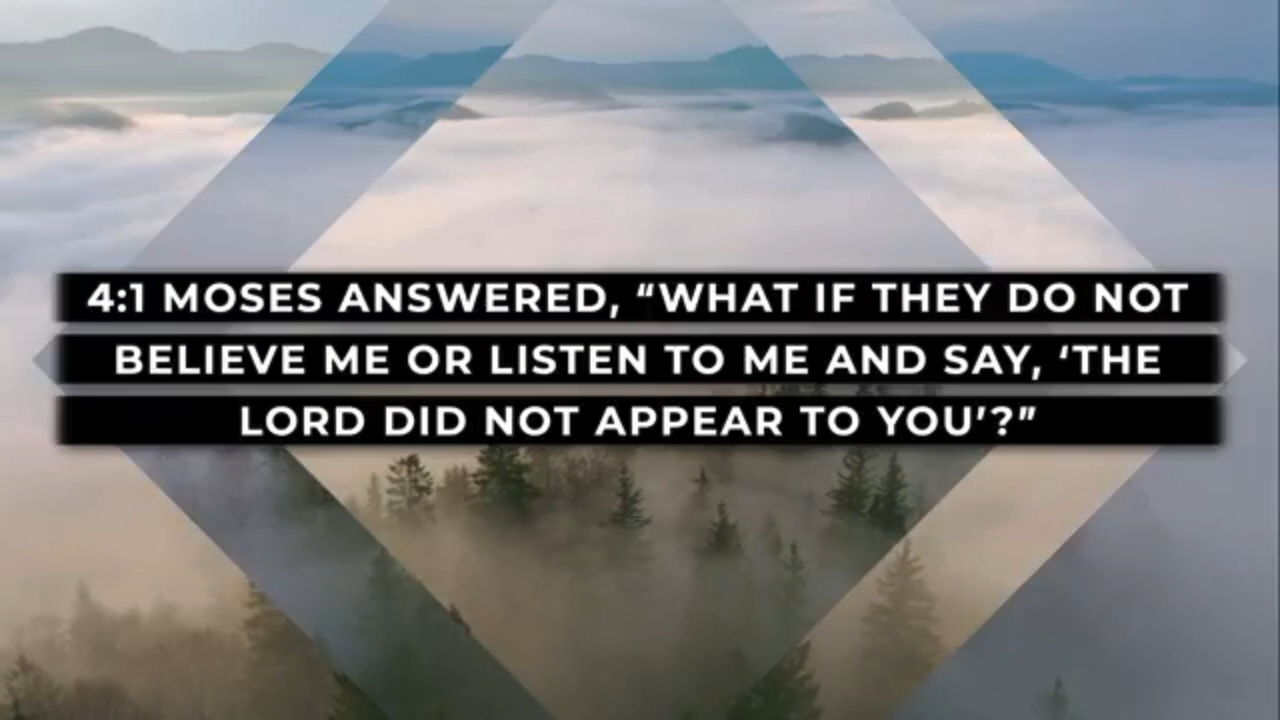 4:1 MOSES ANSWERED, “WHAT IF THEY DO NOT
BELIEVE ME OR LISTEN TO ME AND SAY, ‘THE
LORD DID NOT APPEAR TO YOU’?”